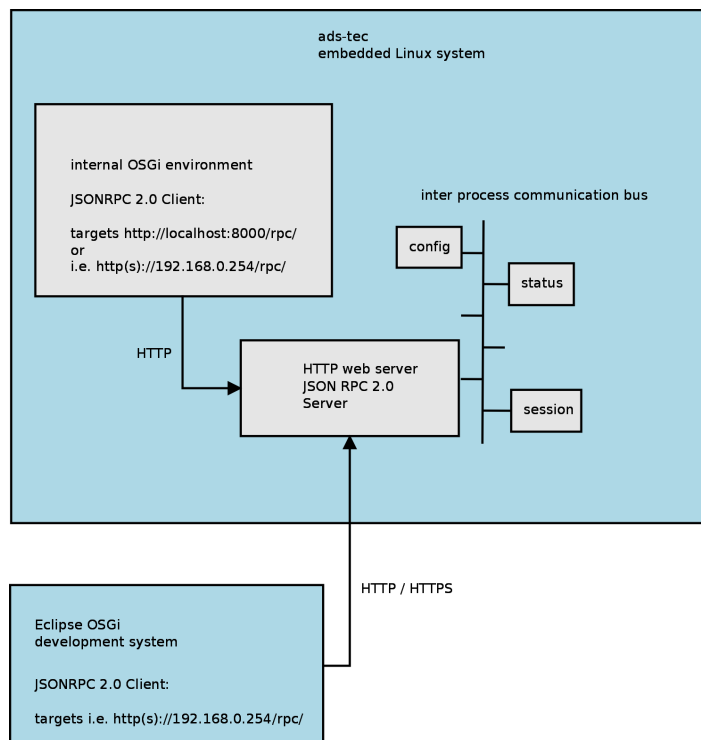 ads-tec
embedded Linux system
internal OSGi environment
JSONRPC 2.0 Client:
targets http://localhost:8000/rpc/
or
i.e. http(s)://192.168.0.254/rpc/
inter process communication bus
config
status
HTTP
HTTP web server
JSON RPC 2.0
Server
session
HTTP / HTTPS
Eclipse OSGi
development system
JSONRPC 2.0 Client:
targets i.e. http(s)://192.168.0.254/rpc/